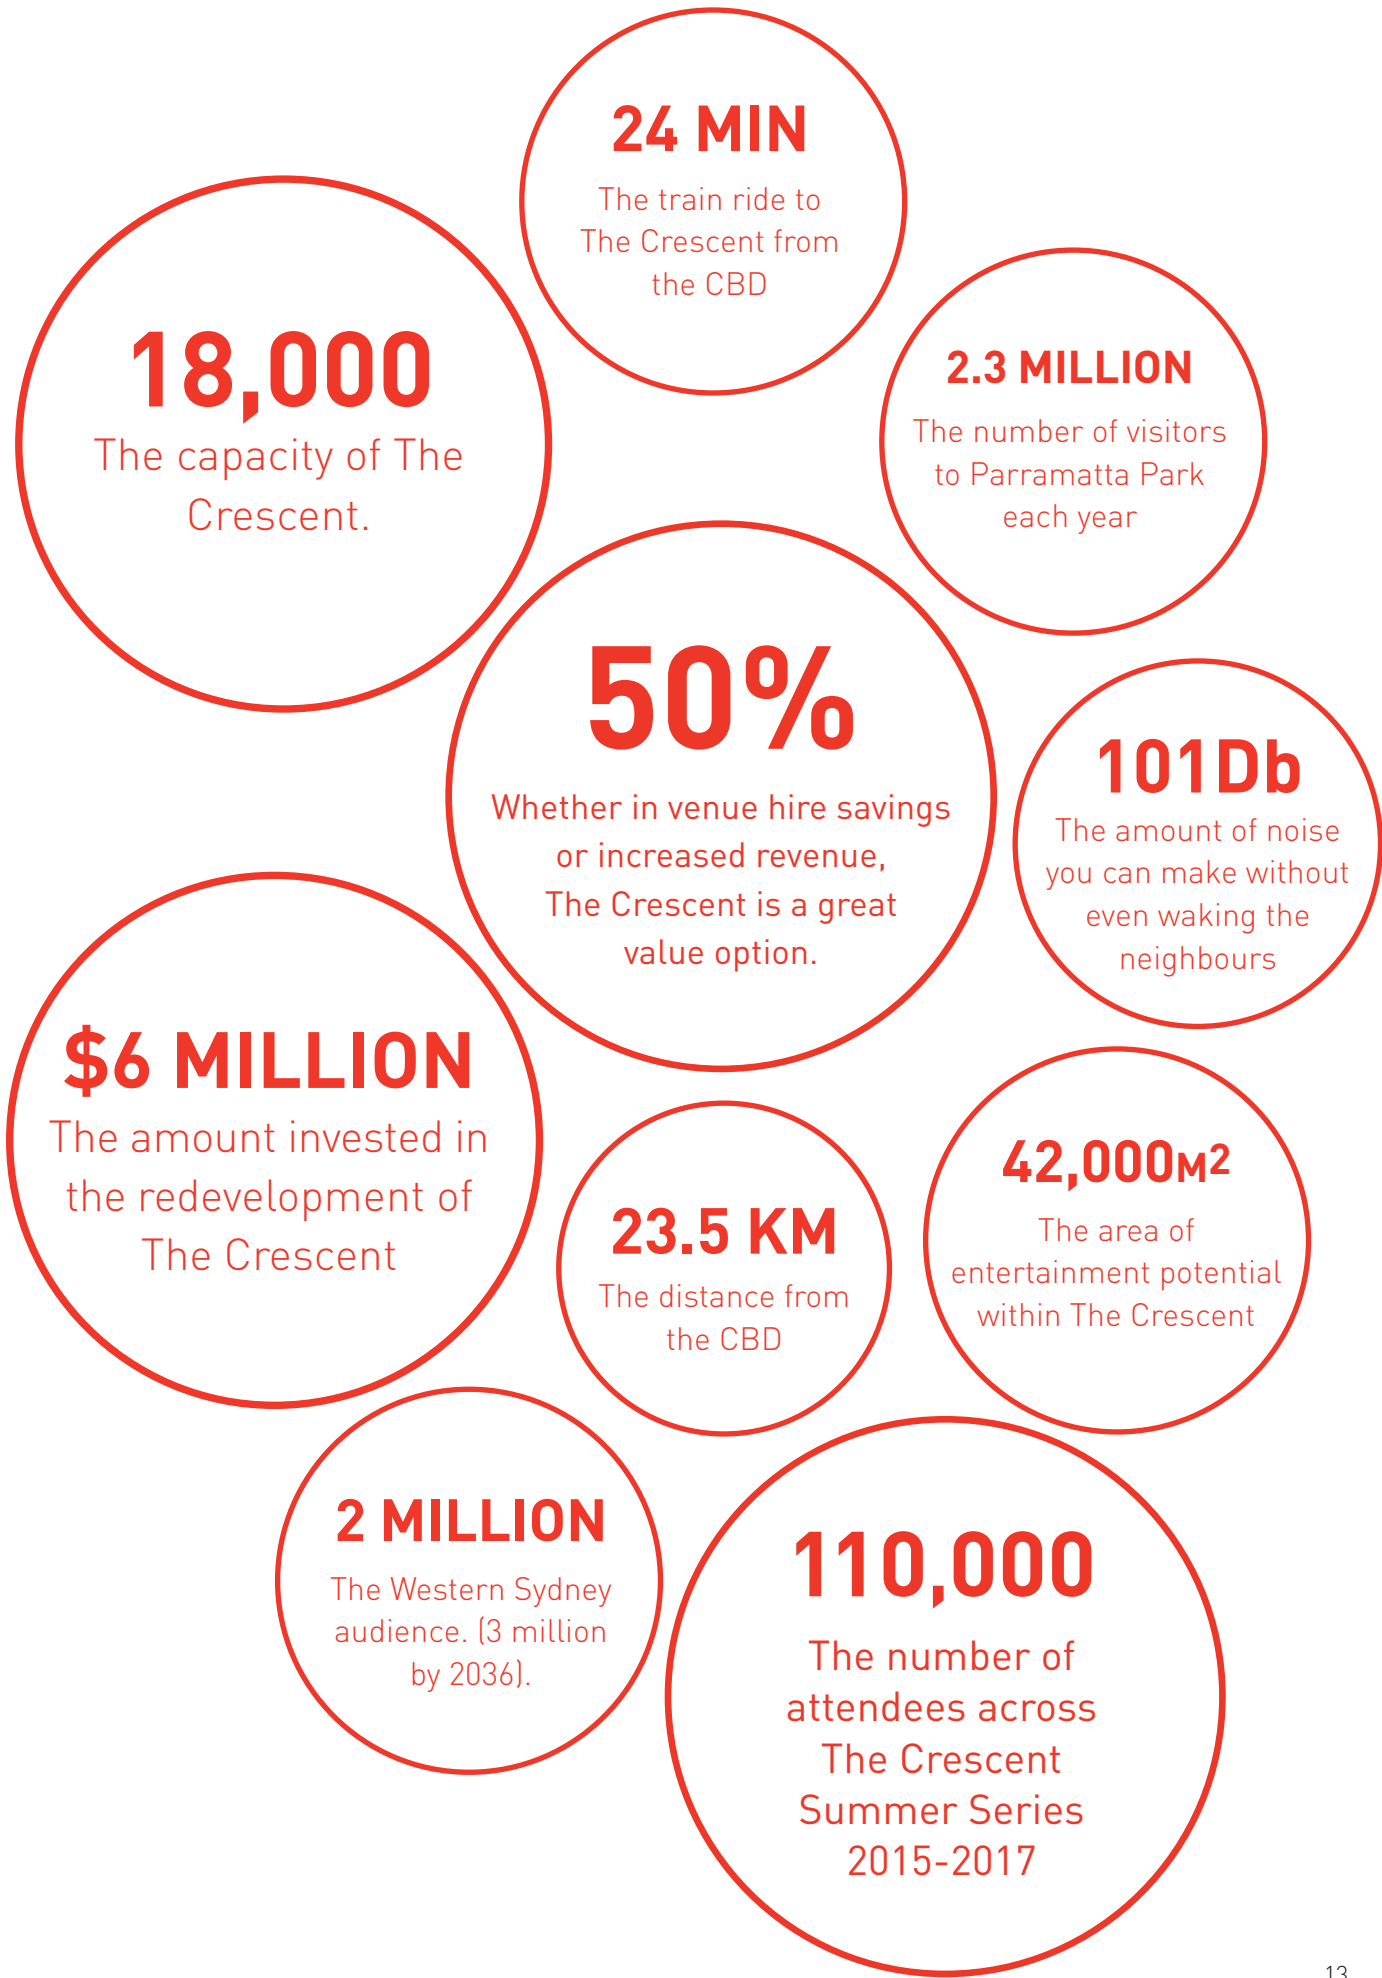 24 MIN
The train ride to
The Crescent from
the CBD
18,000
The capacity of The
Crescent.
2.3 MILLION
The number of visitors
to Parramatta Park
each year
50%
Whether in venue hire savings
or increased revenue,
The Crescent is a great
value option.
101Db
The amount of noise
you can make without
even waking the
neighbours
$6 MILLION
The amount invested in
the redevelopment of
The Crescent
23.5 KM
The distance from
the CBD
42,000M2
The area of
entertainment potential
within The Crescent
2 MILLION
The Western Sydney
audience. (3 million
by 2036).
110,000
The number of
attendees across
The Crescent
Summer Series
2015-2017
13